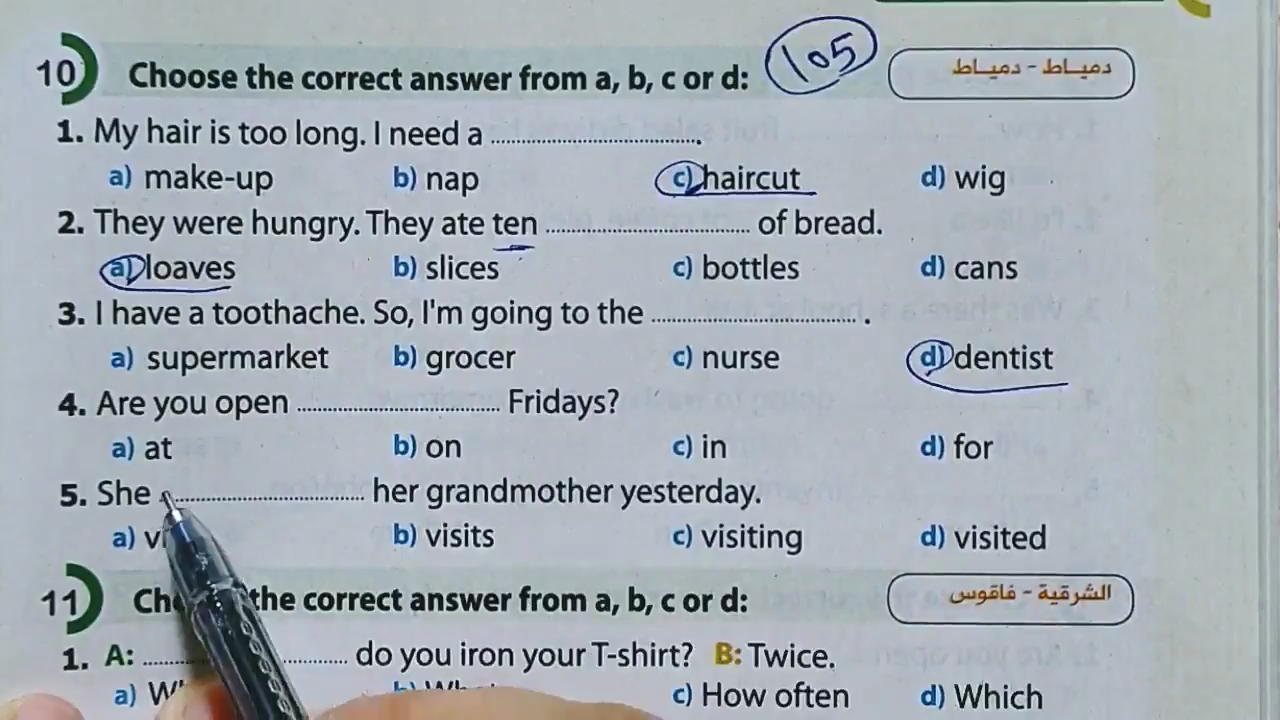 10 Choose the correct answer from a, b, c or d: 105 دمياط - دمياط
1. My hair is too long. I need a ........................................ .
a) make-up b) nap c) haircut d) wig
2. They were hungry. They ate ten ........................................ of bread.
a) loaves b) slices c) bottles d) cans
3. I have a toothache. So, I'm going to the ........................................ .
a) supermarket b) grocer c) nurse d) dentist
4. Are you open ........................................ Fridays?
a) at b) on c) in d) for
5. She ........................................ her grandmother yesterday.
a) b) visits c) visiting d) visited
11 the correct answer from a, b, c or d: الشرقية - فاقوس
1. A: ........................................ do you iron your T-shirt? B: Twice.
a) c) How often d) Which